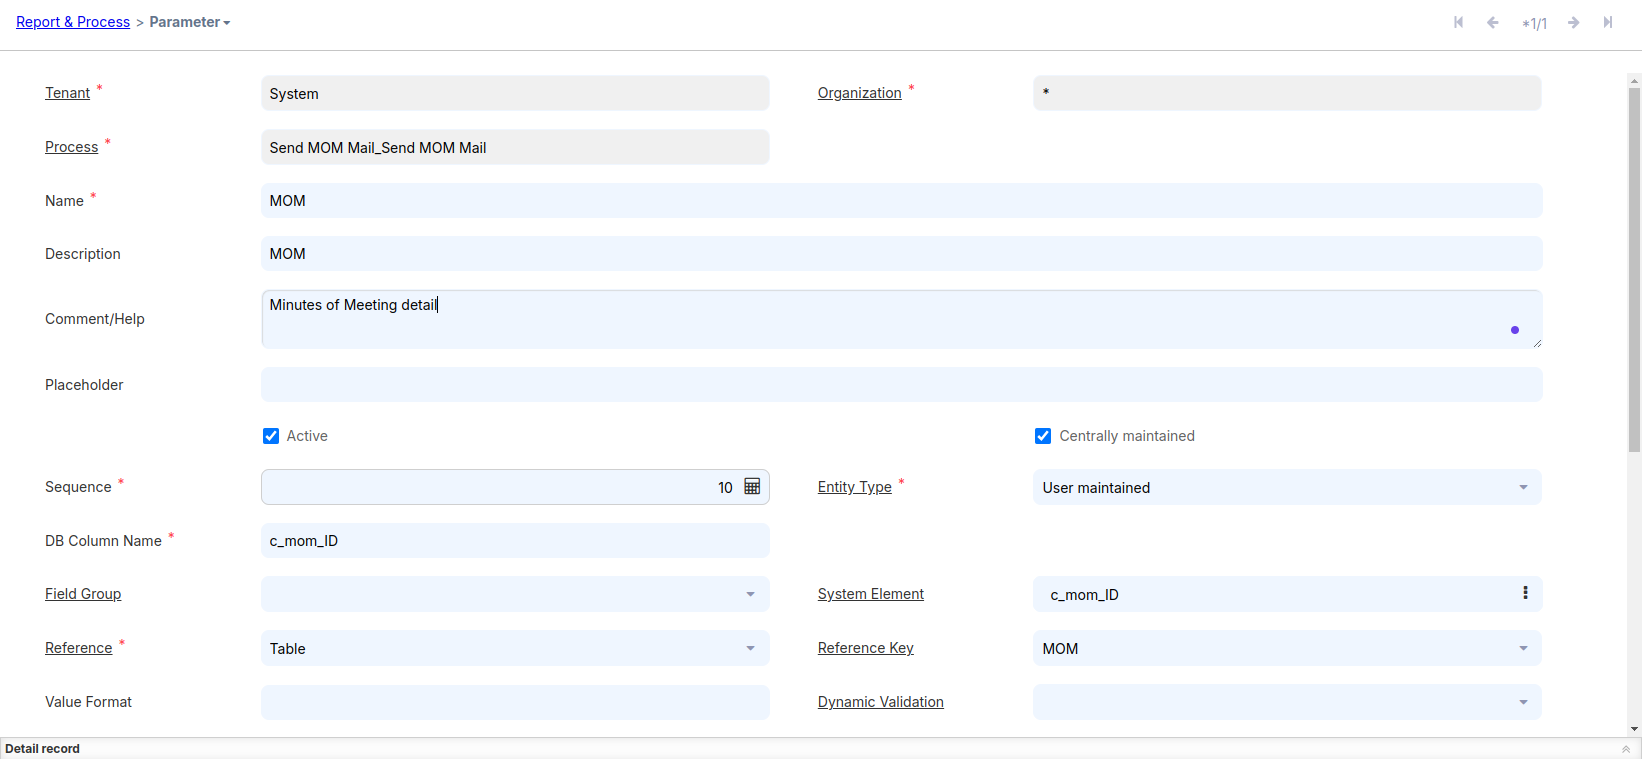 Report & Process > Parameter
*1/1
Tenant * System Organization * *
Process * Send MOM Mail_Send MOM Mail
Name * MOM
Description MOM
Comment/Help Minutes of Meeting detail
Placeholder
Active Centrally maintained
Sequence * 10 Entity Type * User maintained
DB Column Name * c_mom_ID
Field Group System Element c_mom_ID
Reference * Table Reference Key MOM
Value Format Dynamic Validation
Detail record